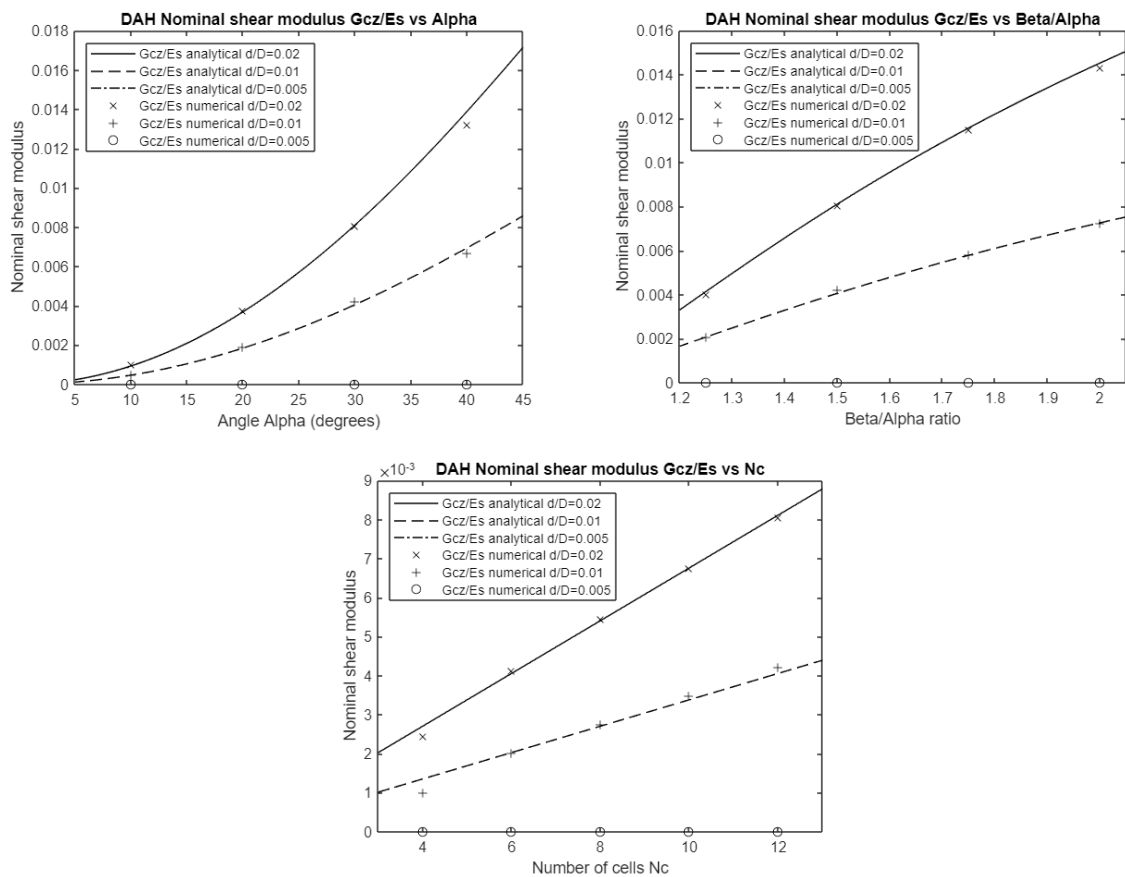 DAH Nominal shear modulus Gcz/Es vs Alpha
0.018
0.016
0.014
0.012
0.01
0.008
0.006
0.004
0.002
0
Nominal shear modulus
Gcz/Es analytical d/D=0.02
Gcz/Es analytical d/D=0.01
Gcz/Es analytical d/D=0.005
Gcz/Es numerical d/D=0.02
Gcz/Es numerical d/D=0.01
Gcz/Es numerical d/D=0.005
5 10 15 20 25 30 35 40 45
Angle Alpha (degrees)
DAH Nominal shear modulus Gcz/Es vs Beta/Alpha
0.016
0.014
0.012
0.01
0.008
0.006
0.004
0.002
0
Nominal shear modulus
Gcz/Es analytical d/D=0.02
Gcz/Es analytical d/D=0.01
Gcz/Es analytical d/D=0.005
Gcz/Es numerical d/D=0.02
Gcz/Es numerical d/D=0.01
Gcz/Es numerical d/D=0.005
1.2 1.3 1.4 1.5 1.6 1.7 1.8 1.9 2
Beta/Alpha ratio
DAH Nominal shear modulus Gcz/Es vs Nc
×10⁻³
9
8
7
6
5
4
3
2
1
0
Nominal shear modulus
Gcz/Es analytical d/D=0.02
Gcz/Es analytical d/D=0.01
Gcz/Es analytical d/D=0.005
Gcz/Es numerical d/D=0.02
Gcz/Es numerical d/D=0.01
Gcz/Es numerical d/D=0.005
4 6 8 10 12
Number of cells Nc